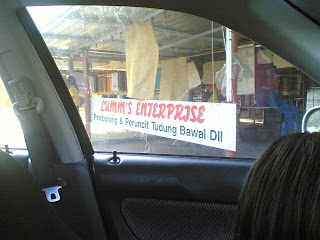 LUMM'S ENTERPRISE
Pemborong & Peruncit Tudung Bawal Dll